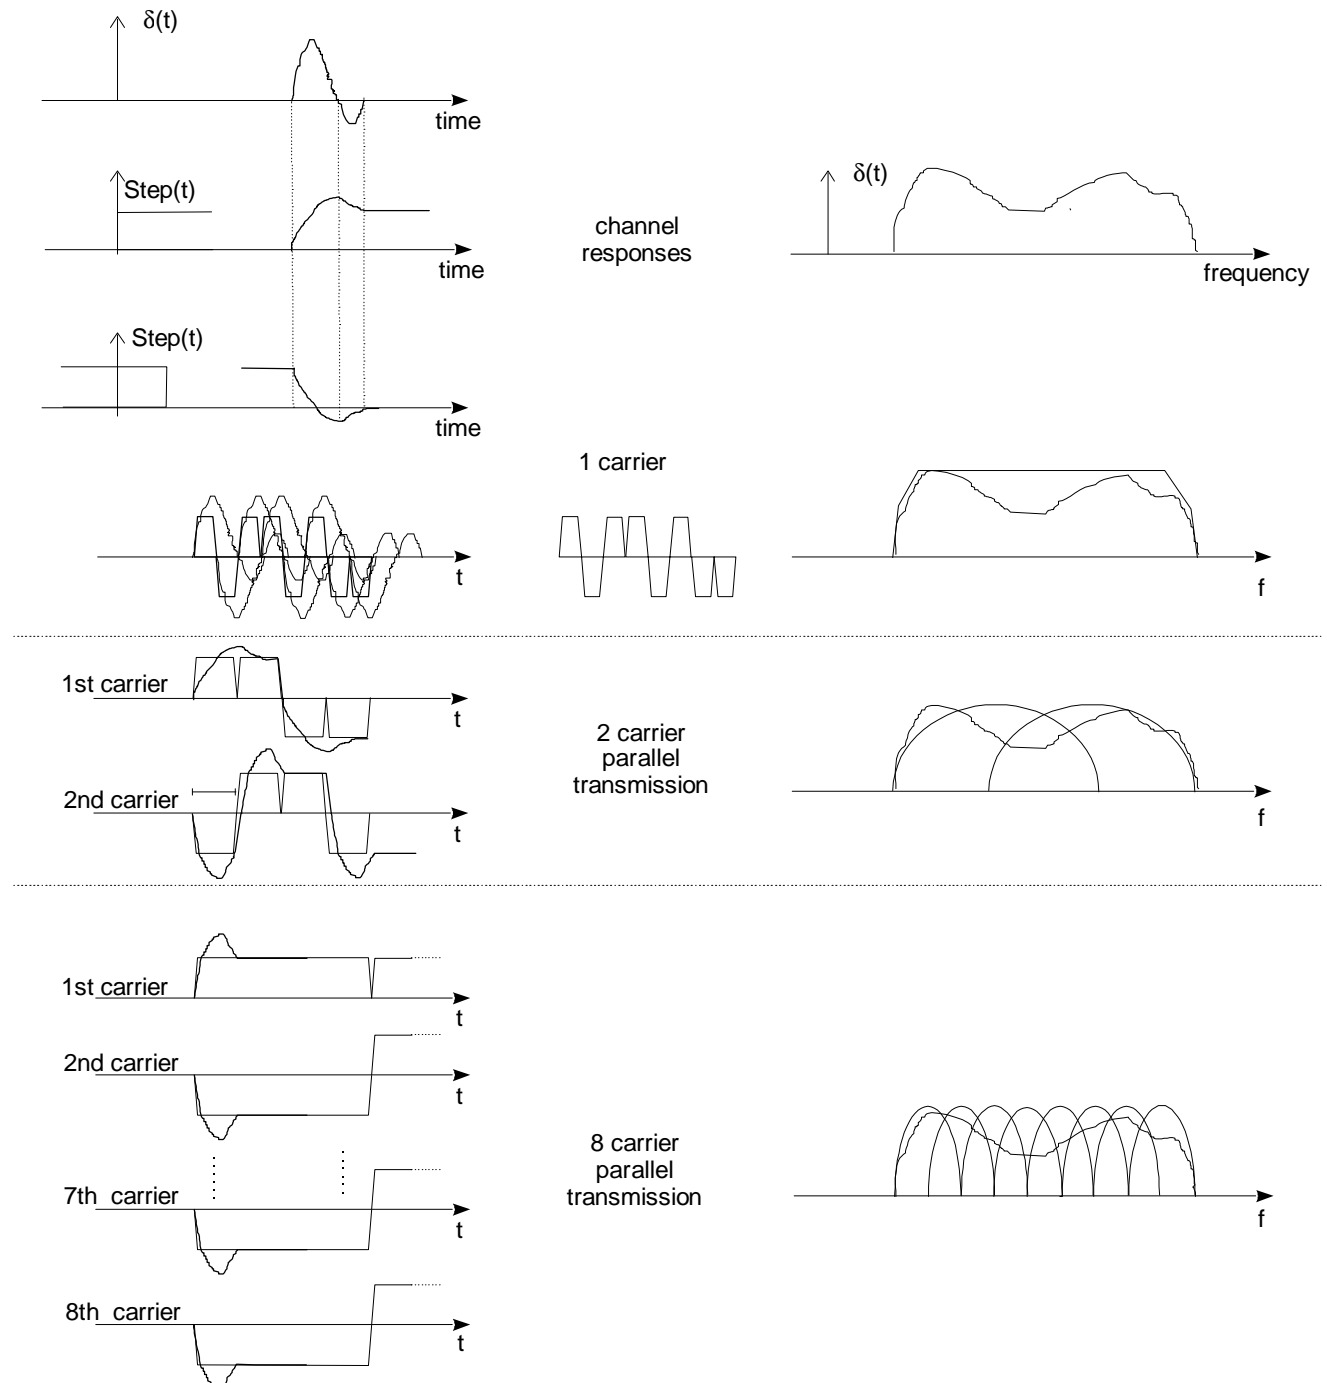 δ(t)
time
Step(t)
time
channel
responses
δ(t)
frequency
Step(t)
time
1 carrier
t
f
1st carrier
t
2 carrier
parallel
transmission
2nd carrier
t
f
1st carrier
t
2nd carrier
t
8 carrier
parallel
transmission
7th carrier
t
f
8th carrier
t